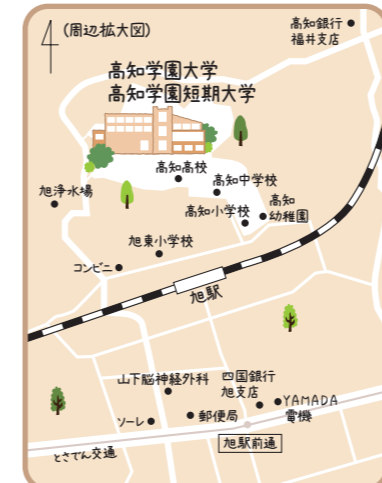 (周辺拡大図)
高知銀行
福井支店
高知学園大学
高知学園短期大学
高知高校
高知中学校
旭浄水場
高知小学校
高知
幼稚園
旭東小学校
コンビニ
旭駅
山下脳神経外科
四国銀行
旭支店
YAMADA
電機
ソーレ
郵便局
旭駅前通
とさでん交通